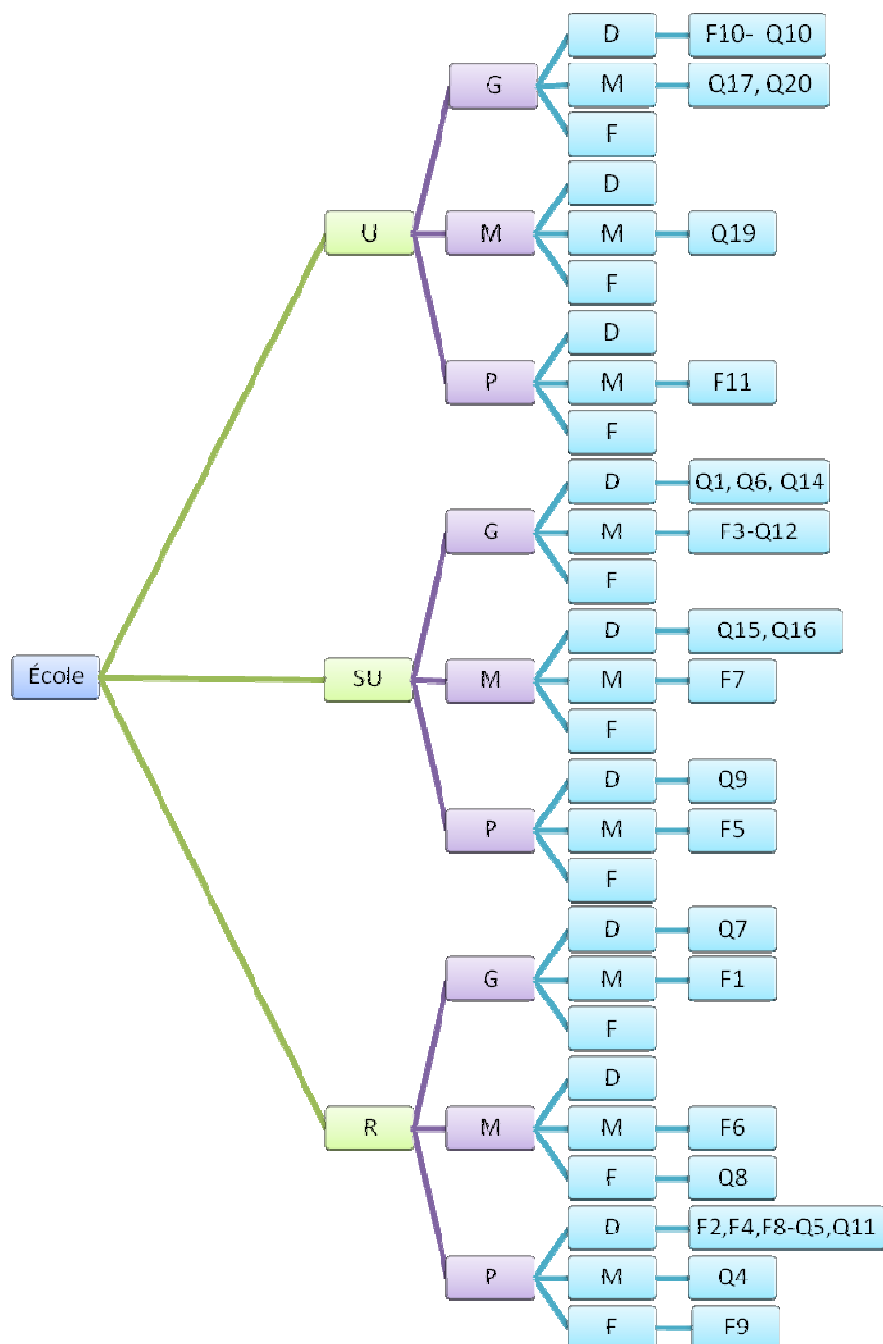 École
U
G
D
F10- Q10
M
Q17, Q20
F
M
D
M
Q19
F
P
D
M
F11
F
SU
G
D
Q1, Q6, Q14
M
F3-Q12
F
M
D
Q15, Q16
M
F7
F
P
D
Q9
M
F5
F
R
G
D
Q7
M
F1
F
M
D
M
F6
F
Q8
P
D
F2,F4,F8-Q5,Q11
M
Q4
F
F9